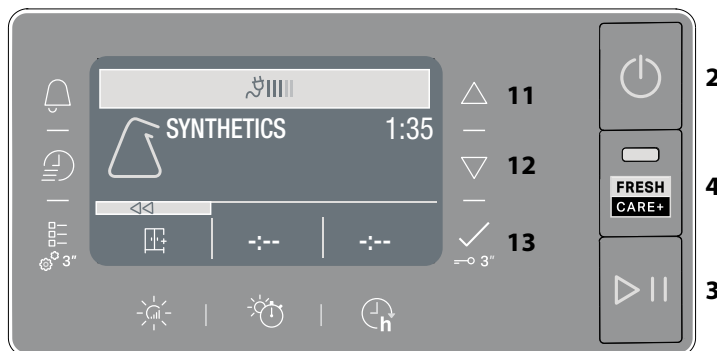 2
11
SYNTHETICS 1:35
12
FRESH
CARE+
4
-:-- -:--
13
3" 3"
h
3